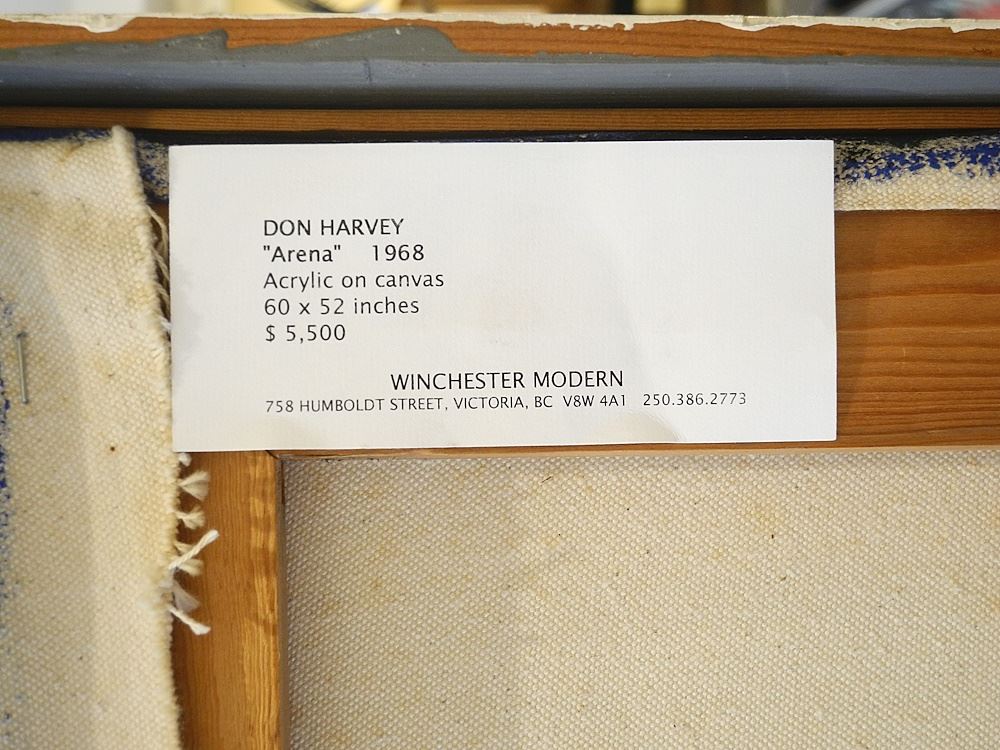 DON HARVEY
"Arena" 1968
Acrylic on canvas
60 x 52 inches
$ 5,500
WINCHESTER MODERN
758 HUMBOLDT STREET, VICTORIA, BC V8W 4A1 250.386.2773